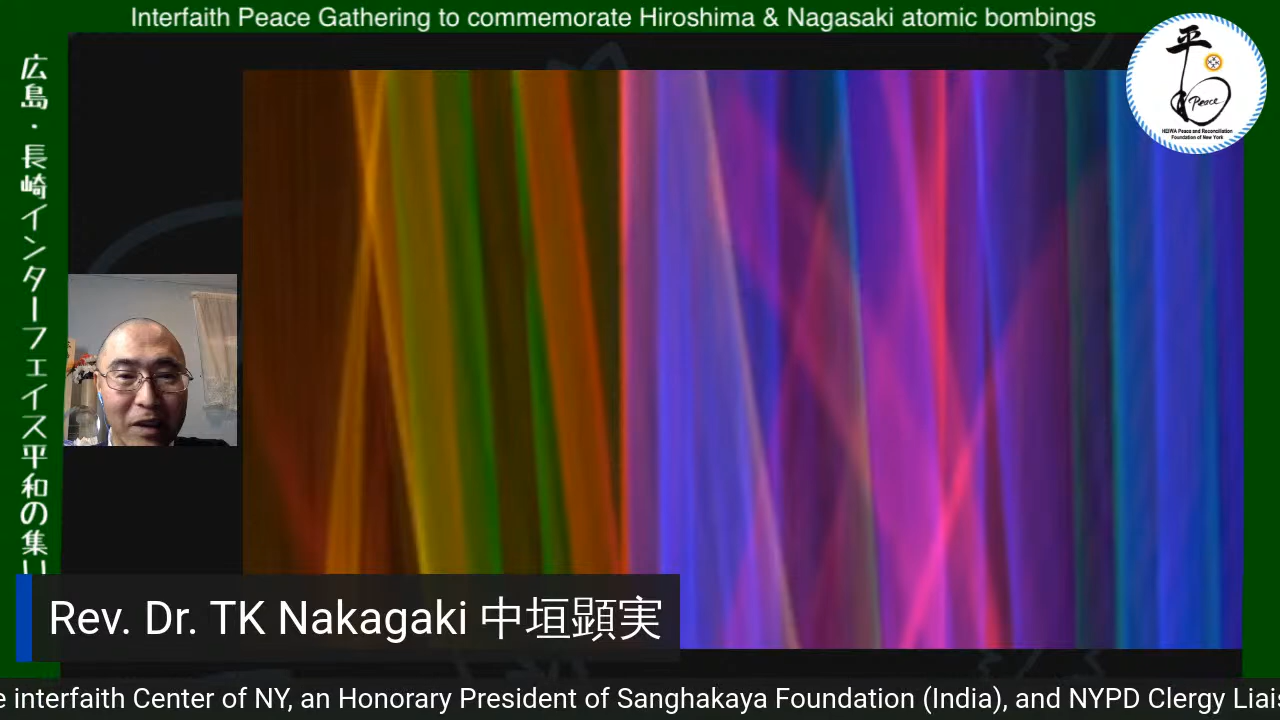 Interfaith Peace Gathering to commemorate Hiroshima & Nagasaki atomic bombings
平
Peace
HEIWA Peace and Reconciliation
Foundation of New York
広島・長崎インターフェイス平和の集い
Rev. Dr. TK Nakagaki 中垣顕実
e interfaith Center of NY, an Honorary President of Sanghakaya Foundation (India), and NYPD Clergy Liais